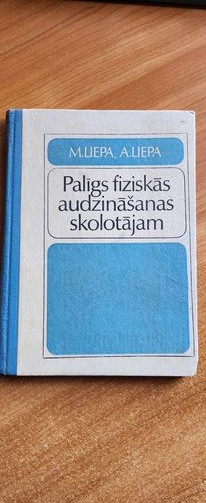 M.LIEPA, A.LIEPA
Palīgs fiziskās
audzināšanas
skolotājam